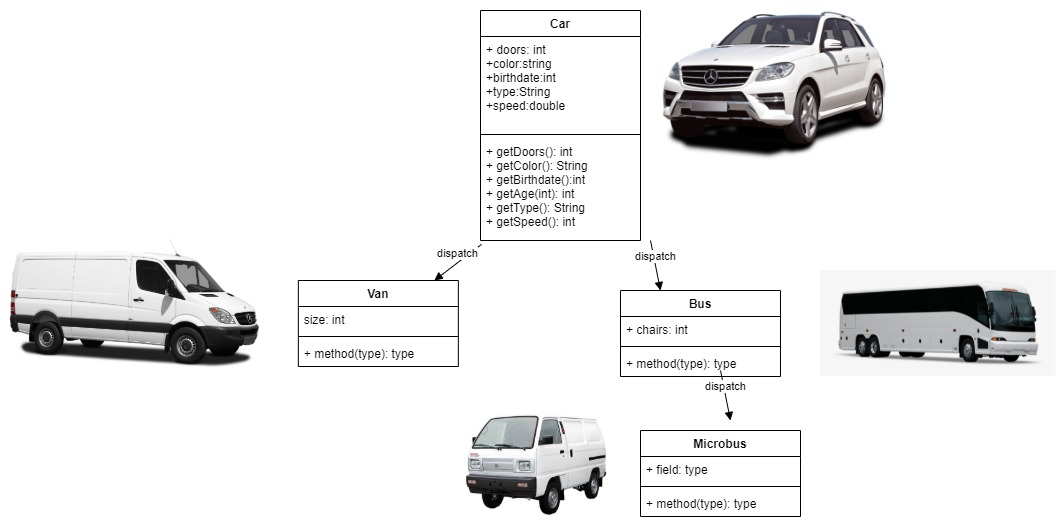 Car
+ doors: int
+color:string
+birthdate:int
+type:String
+speed:double
+ getDoors(): int
+ getColor(): String
+ getBirthdate():int
+ getAge(int): int
+ getType(): String
+ getSpeed(): int
dispatch
dispatch
Van
size: int
+ method(type): type
Bus
+ chairs: int
+ method(type): type
dispatch
Microbus
+ field: type
+ method(type): type